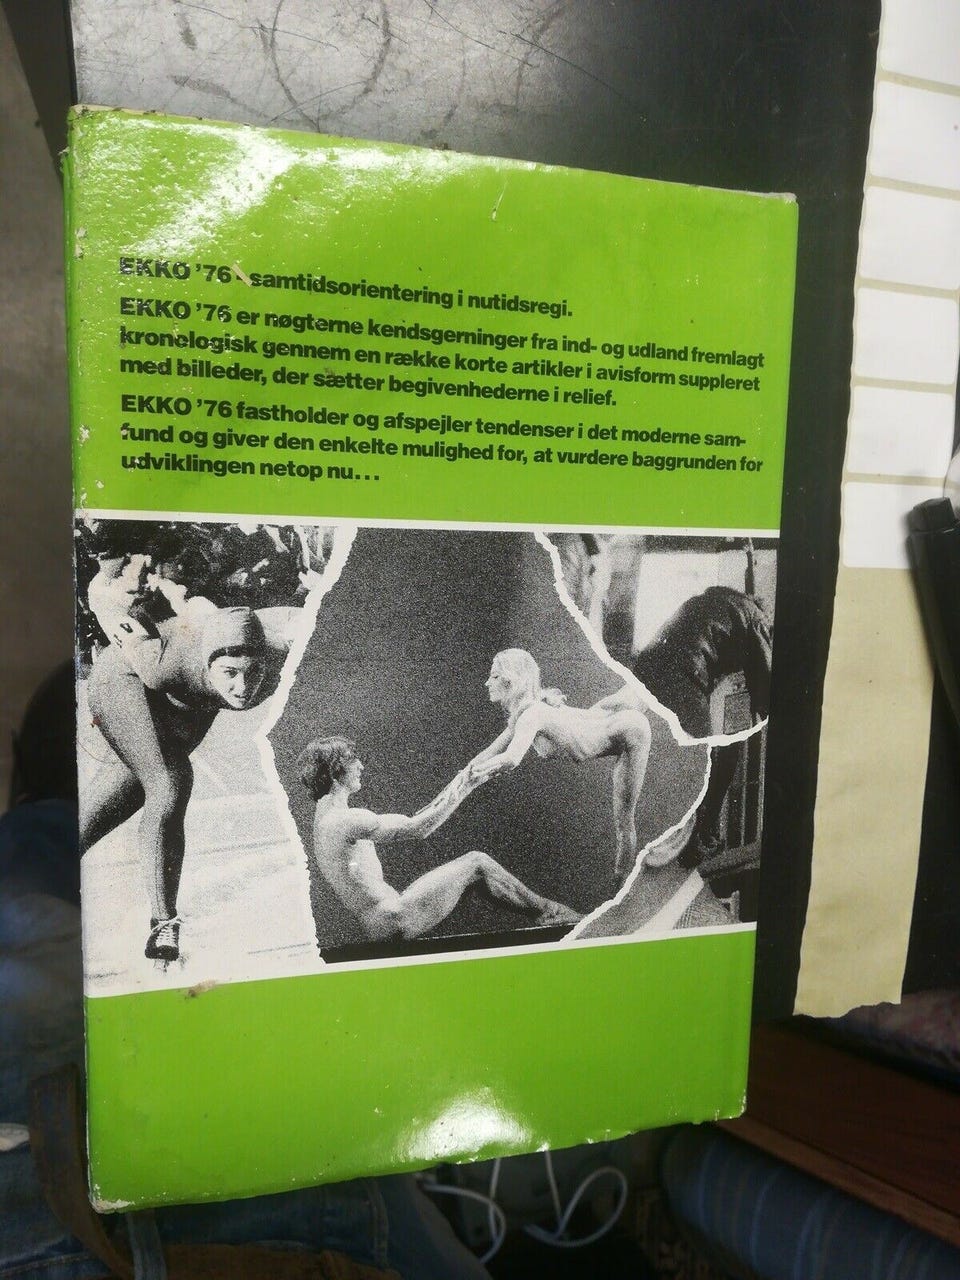 EKKO '76 - samtidsorientering i nutidsregi.
EKKO '76 er nøgterne kendsgerninger fra ind- og udland fremlagt
kronologisk gennem en række korte artikler i avisform suppleret
med billeder, der sætter begivenhederne i relief.
EKKO '76 fastholder og afspejler tendenser i det moderne sam-
fund og giver den enkelte mulighed for, at vurdere baggrunden for
udviklingen netop nu...